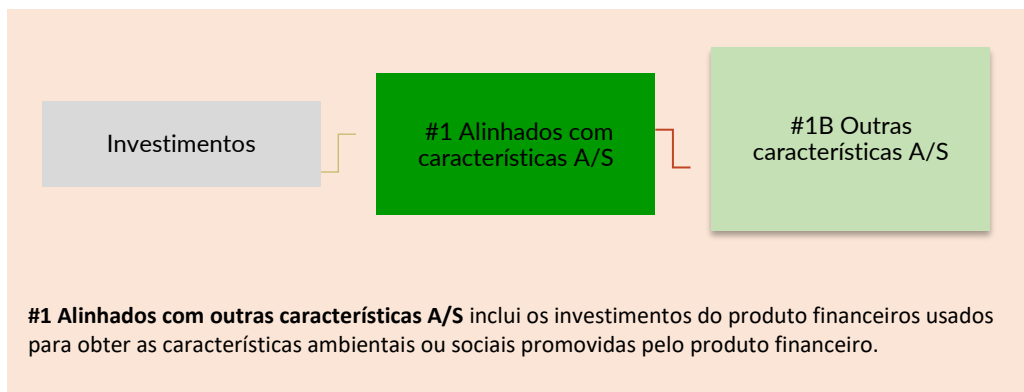 Investimentos
#1 Alinhados com
características A/S
#1B Outras
características A/S
#1 Alinhados com outras características A/S inclui os investimentos do produto financeiros usados
para obter as características ambientais ou sociais promovidas pelo produto financeiro.